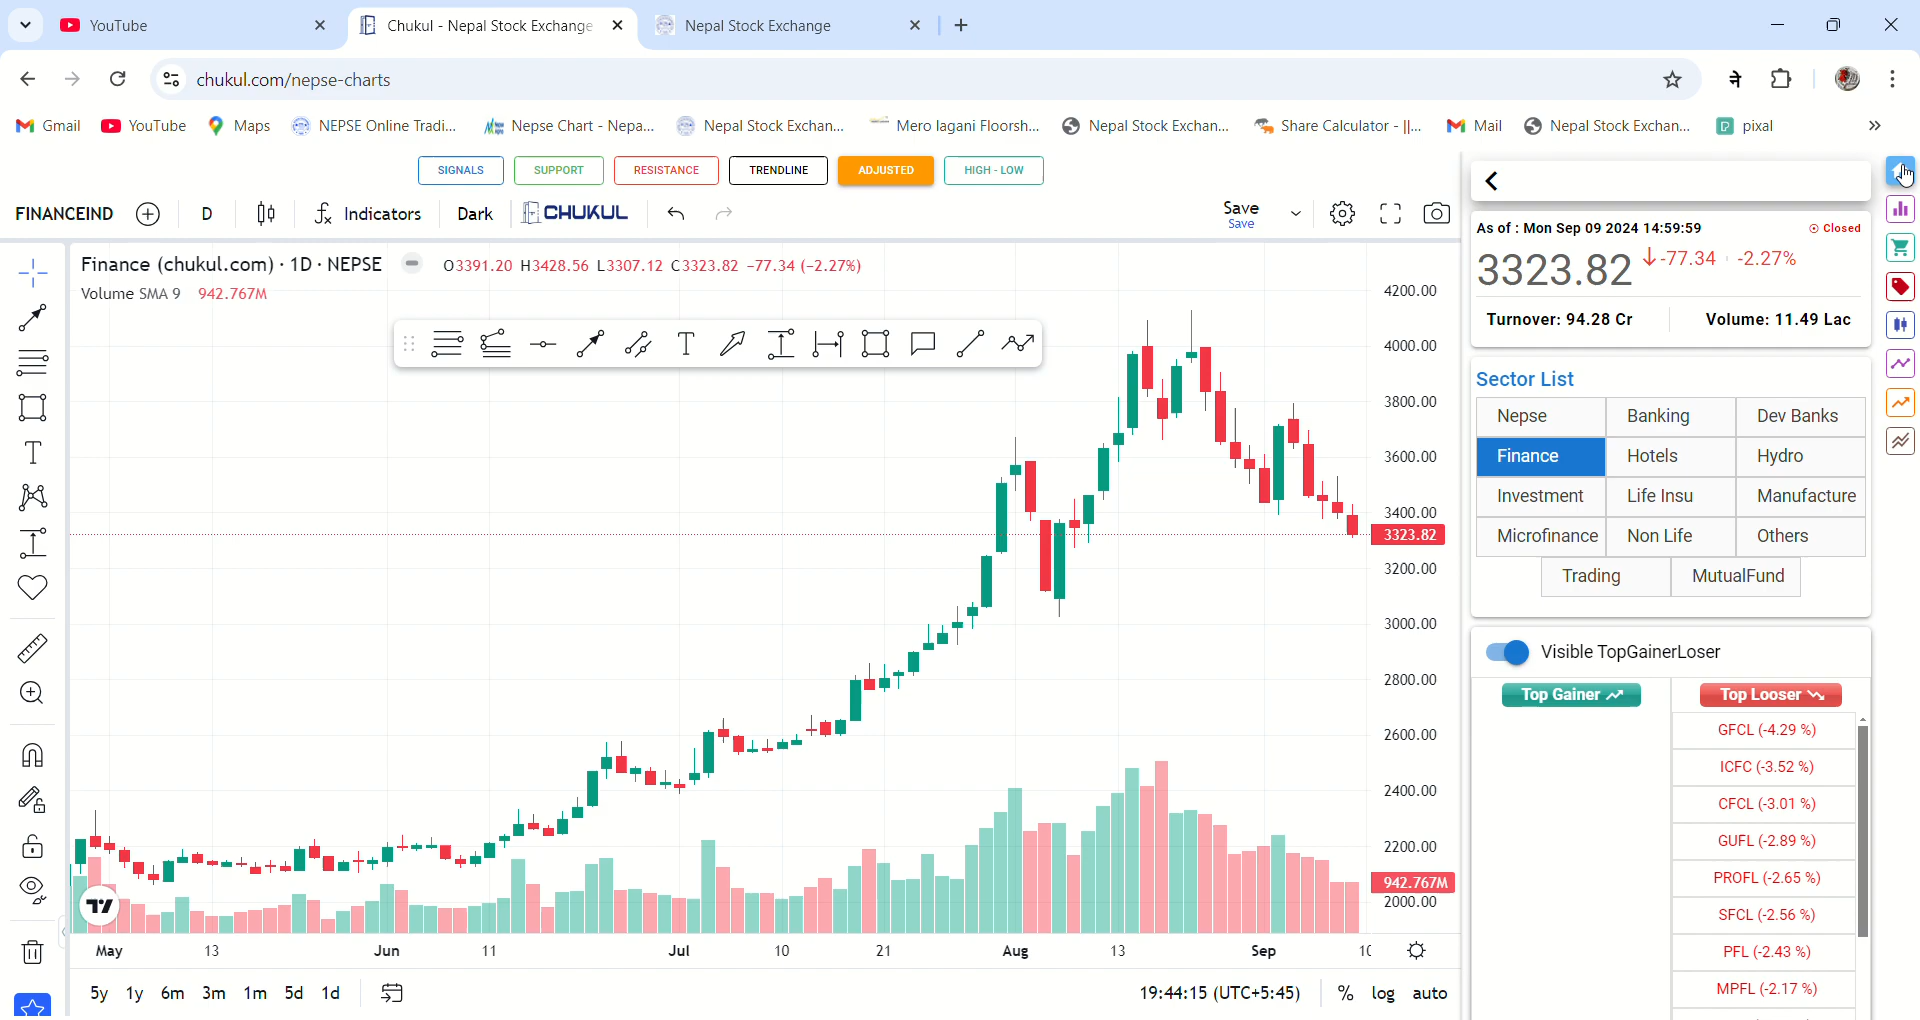 YouTube
Chukul - Nepal Stock Exchange
Nepal Stock Exchange
chukul.com/nepse-charts
ने
Gmail
YouTube
Maps
NEPSE Online Tradi...
Nepse Chart - Nepa...
Nepal Stock Exchan...
Mero lagani Floorsh...
Nepal Stock Exchan...
Share Calculator - ||...
Mail
Nepal Stock Exchan...
pixal
SIGNALS
SUPPORT
RESISTANCE
TRENDLINE
ADJUSTED
HIGH - LOW
FINANCEIND
D
Indicators
Dark
CHUKUL
Save
Save
Finance (chukul.com) · 1D · NEPSE
O3391.20 H3428.56 L3307.12 C3323.82 -77.34 (-2.27%)
Volume SMA 9 942.767M
4200.00
4000.00
3800.00
3600.00
3400.00
3323.82
3200.00
3000.00
2800.00
2600.00
2400.00
2200.00
942.767M
2000.00
May
13
Jun
11
Jul
10
21
Aug
13
Sep
10
5y
1y
6m
3m
1m
5d
1d
19:44:15 (UTC+5:45)
%
log
auto
As of : Mon Sep 09 2024 14:59:59
Closed
3323.82
-77.34
-2.27%
Turnover: 94.28 Cr
Volume: 11.49 Lac
Sector List
Nepse
Banking
Dev Banks
Finance
Hotels
Hydro
Investment
Life Insu
Manufacture
Microfinance
Non Life
Others
Trading
MutualFund
Visible TopGainerLoser
Top Gainer
Top Looser
GFCL (-4.29 %)
ICFC (-3.52 %)
CFCL (-3.01 %)
GUFL (-2.89 %)
PROFL (-2.65 %)
SFCL (-2.56 %)
PFL (-2.43 %)
MPFL (-2.17 %)